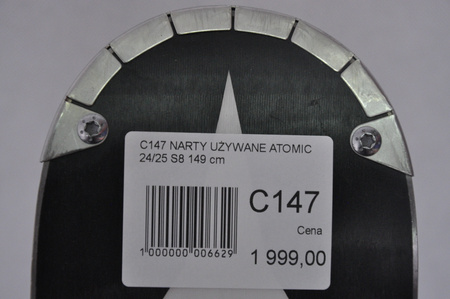 C147 NARTY UŻYWANE ATOMIC
24/25 S8 149 cm
C147
Cena
1 999,00
1 000000 006629